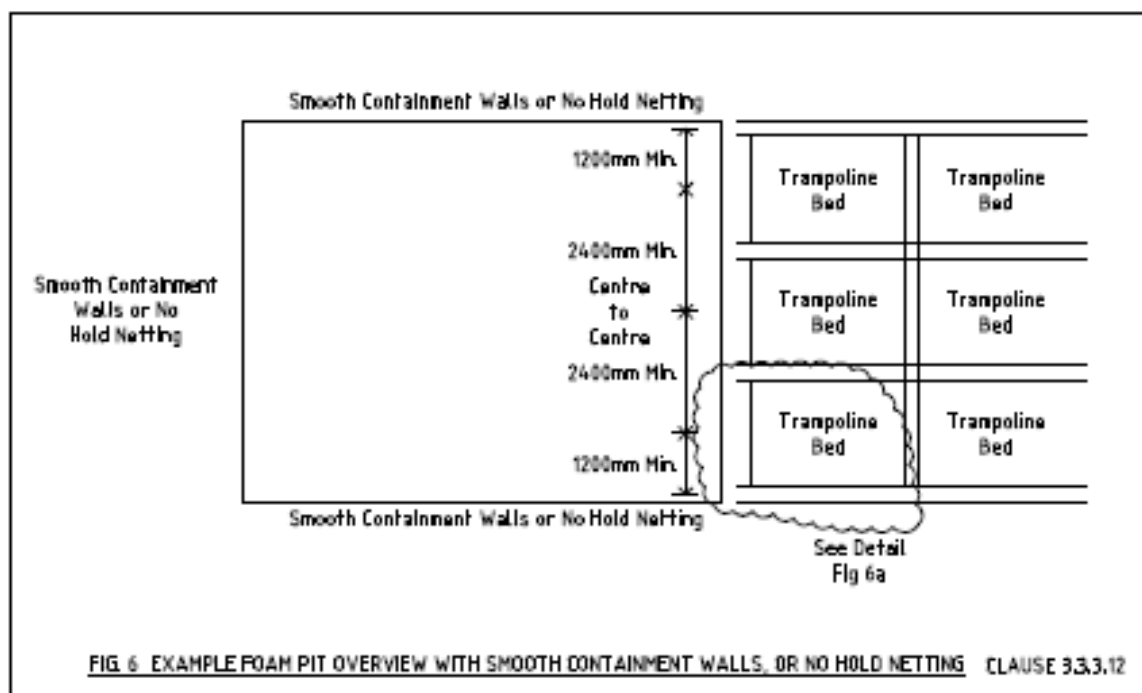 Smooth Containment Walls or No Hold Netting
1200mm Min.
2400mm Min.
Centre
to
Centre
2400mm Min.
1200mm Min.
Smooth Containment
Walls or No
Hold Netting
Trampoline
Bed
Trampoline
Bed
Trampoline
Bed
Trampoline
Bed
Trampoline
Bed
Trampoline
Bed
Smooth Containment Walls or No Hold Netting
See Detail
Fig 6a
FIG. 6 EXAMPLE FOAM PIT OVERVIEW WITH SMOOTH CONTAINMENT WALLS, OR NO HOLD NETTING CLAUSE 3.3.3.12